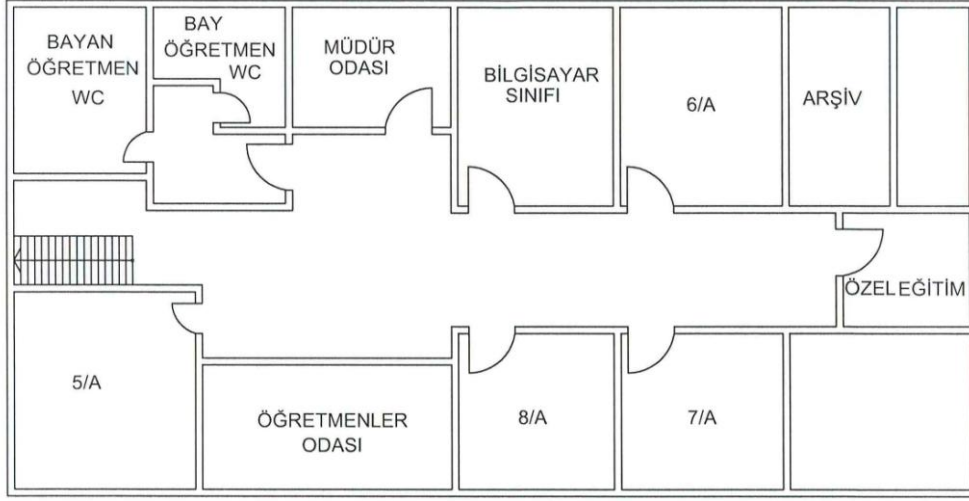 BAYAN
ÖĞRETMEN
WC
BAY
ÖĞRETMEN
WC
MÜDÜR
ODASI
BİLGİSAYAR
SINIFI
6/A
ARŞİV
ÖZEL EĞİTİM
5/A
ÖĞRETMENLER
ODASI
8/A
7/A